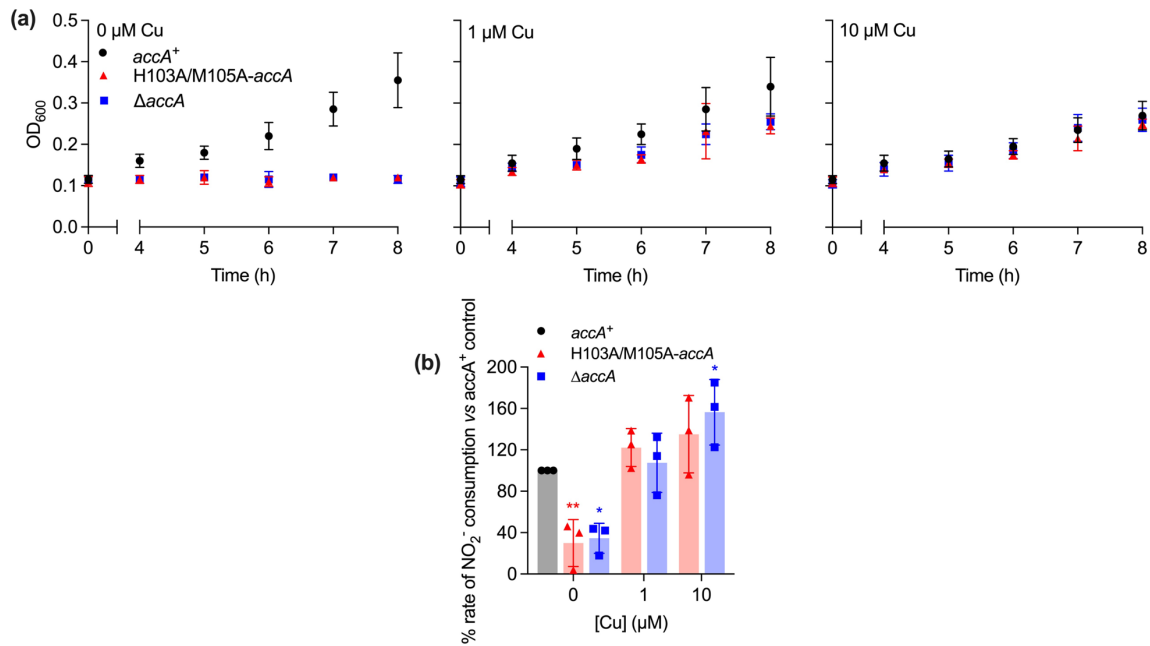 (a)
0 µM Cu
accA+
H103A/M105A-accA
ΔaccA
OD600
0.5
0.4
0.3
0.2
0.1
0.0
0 4 5 6 7 8
Time (h)
1 µM Cu
0 4 5 6 7 8
Time (h)
10 µM Cu
0 4 5 6 7 8
Time (h)
(b)
accA+
H103A/M105A-accA
ΔaccA
% rate of NO2- consumption vs accA+ control
200
160
120
80
40
0
**
*
*
0 1 10
[Cu] (µM)